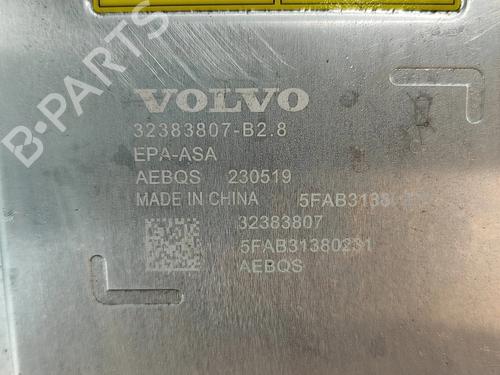 B-PARTS
VOLVO
32383807-B2.8
EPA-ASA
AEBQS 230519
MADE IN CHINA
32383807
5FAB31380231
AEBQS